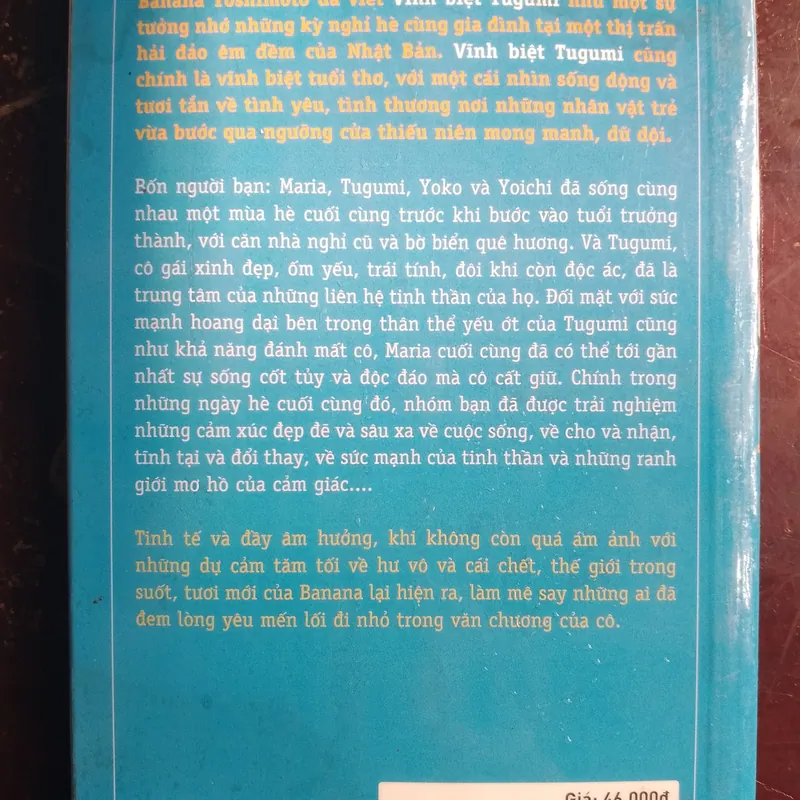 Banana Yoshimoto đã viết Vĩnh biệt Tugumi như một sự
tưởng nhớ những kỳ nghỉ hè cùng gia đình tại một thị trấn
hải đảo êm đềm của Nhật Bản. Vĩnh biệt Tugumi cũng
chính là vĩnh biệt tuổi thơ, với một cái nhìn sống động và
tươi tắn về tình yêu, tình thương nơi những nhân vật trẻ
vừa bước qua ngưỡng cửa thiếu niên mong manh, dữ dội.
Bốn người bạn: Maria, Tugumi, Yoko và Yoichi đã sống cùng
nhau một mùa hè cuối cùng trước khi bước vào tuổi trưởng
thành, với căn nhà nghỉ cũ và bờ biển quê hương. Và Tugumi,
cô gái xinh đẹp, ốm yếu, trái tính, đôi khi còn độc ác, đã là
trung tâm của những liên hệ tinh thần của họ. Đối mặt với sức
mạnh hoang dại bên trong thân thể yếu ớt của Tugumi cũng
như khả năng đánh mất cô, Maria cuối cùng đã có thể tới gần
nhất sự sống cốt tủy và độc đáo mà cô cất giữ. Chính trong
những ngày hè cuối cùng đó, nhóm bạn đã được trải nghiệm
những cảm xúc đẹp đẽ và sâu xa về cuộc sống, về cho và nhận,
tĩnh tại và đổi thay, về sức mạnh của tinh thần và những ranh
giới mơ hồ của cảm giác....
Tinh tế và đầy âm hưởng, khi không còn quá ám ảnh với
những dự cảm tăm tối về hư vô và cái chết, thế giới trong
suốt, tươi mới của Banana lại hiện ra, làm mê say những ai đã
đem lòng yêu mến lối đi nhỏ trong văn chương của cô.
Giá: 46.000đ